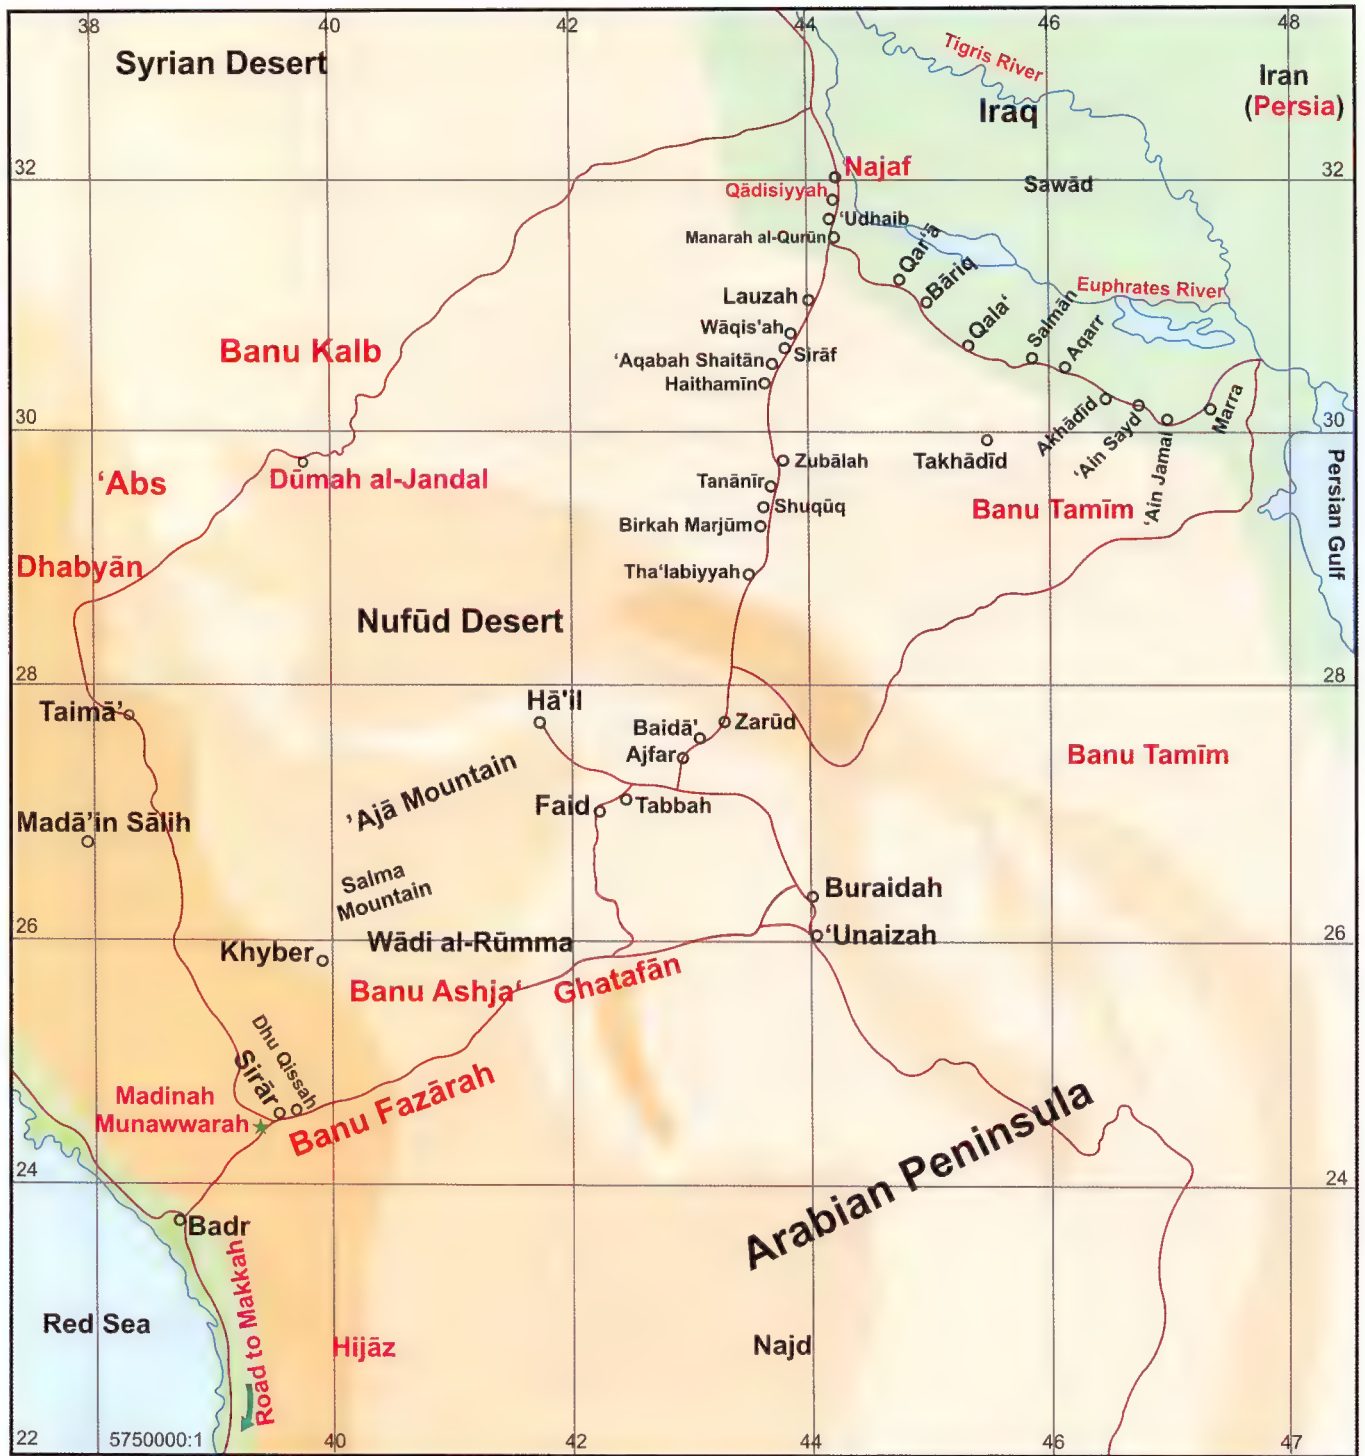 38
40
42
44
46
48
Syrian Desert
Tigris River
Iran
(Persia)
Iraq
32
Najaf
Sawād
32
Qādisiyyah
‘Udhaib
Manarah al-Qurūn
Qar‘ā
Bāriq
Euphrates River
Lauzah
Qala‘
Salmān
Aqarr
Wāqis'ah
Sirāf
‘Aqabah Shaitān
Haithamīn
Banu Kalb
30
30
Akhādīd
‘Ain Sayd
‘Ain Jamal
Marra
Takhādīd
Zubālah
Dūmah al-Jandal
‘Abs
Tanānīr
Shuqūq
Birkah Marjūm
Banu Tamīm
Persian Gulf
Dhabyān
Tha‘labiyyah
Nufūd Desert
28
28
Taimā’
Hā'il
Baidā'
Zarūd
Ajfar
Banu Tamīm
’Ajā Mountain
Faid
Tabbah
Madā’in Sālih
Salma
Mountain
Buraidah
26
Khyber
Wādi al-Rūmma
‘Unaizah
26
Banu Ashja‘
Ghatafān
Dhu Qissah
Sirār
Madinah
Munawwarah
Banu Fazārah
Arabian Peninsula
24
24
Badr
Road to Makkah
Red Sea
Hijāz
Najd
22
5750000:1
40
42
44
46
47